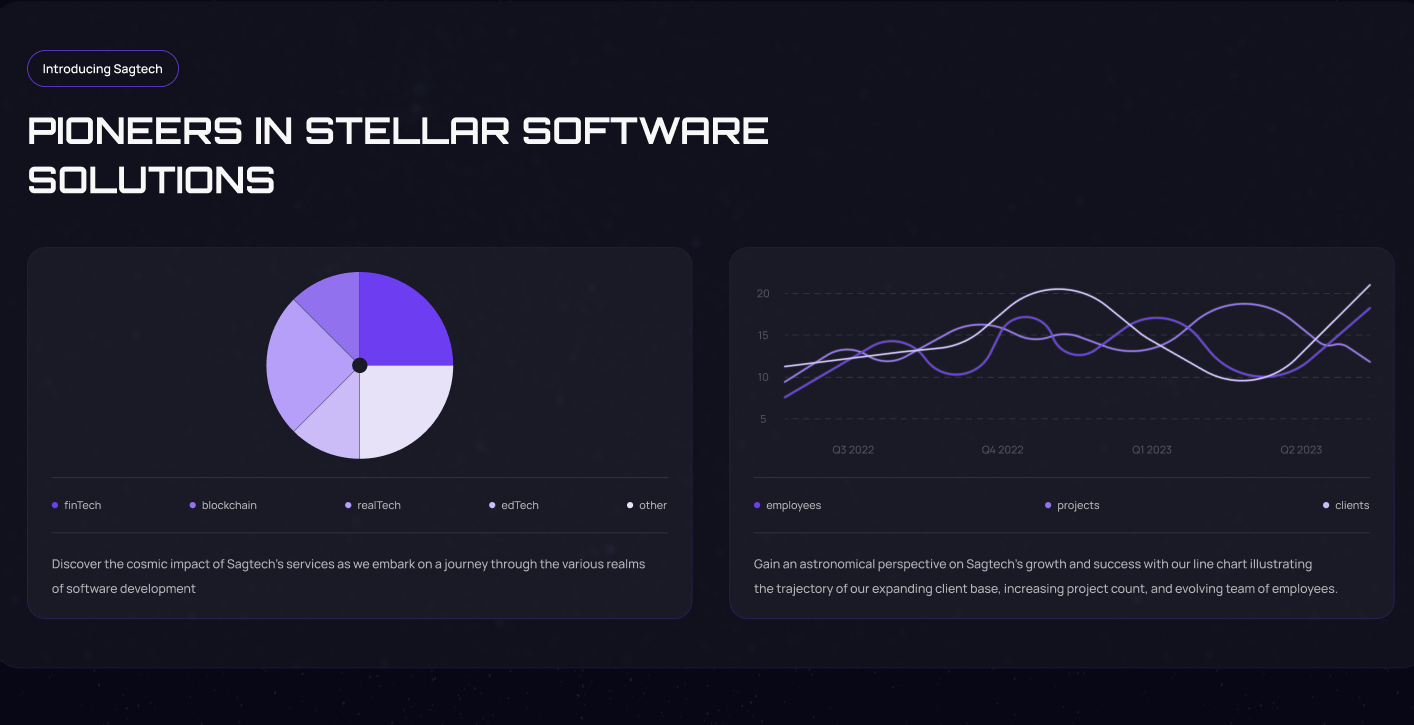 Introducing Sagtech
PIONEERS IN STELLAR SOFTWARE
SOLUTIONS
finTech
blockchain
realTech
edTech
other
Discover the cosmic impact of Sagtech's services as we embark on a journey through the various realms
of software development
20
15
10
5
Q3 2022
Q4 2022
Q1 2023
Q2 2023
employees
projects
clients
Gain an astronomical perspective on Sagtech's growth and success with our line chart illustrating
the trajectory of our expanding client base, increasing project count, and evolving team of employees.